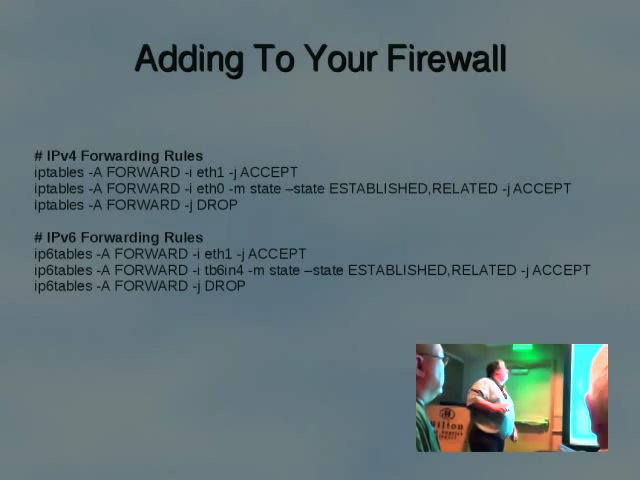 Adding To Your Firewall
# IPv4 Forwarding Rules
iptables -A FORWARD -i eth1 -j ACCEPT
iptables -A FORWARD -i eth0 -m state –state ESTABLISHED,RELATED -j ACCEPT
iptables -A FORWARD -j DROP
# IPv6 Forwarding Rules
ip6tables -A FORWARD -i eth1 -j ACCEPT
ip6tables -A FORWARD -i tb6in4 -m state –state ESTABLISHED,RELATED -j ACCEPT
ip6tables -A FORWARD -j DROP
Hilton